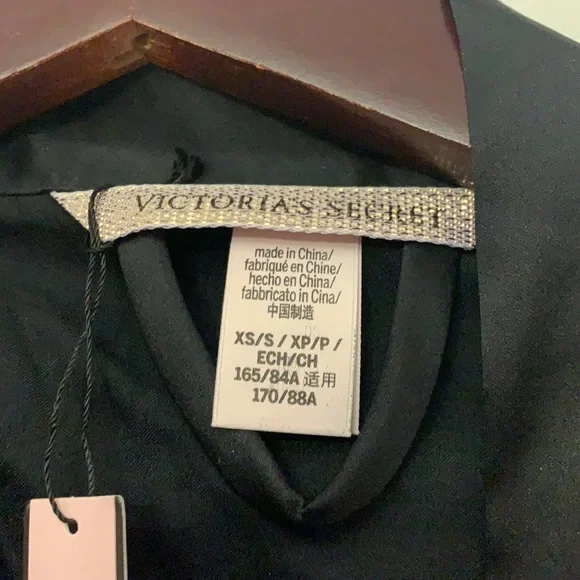 VICTORIA'S SECRET
made in China/
fabriqué en Chine/
hecho en China/
fabbricato in Cina/
中国制造
XS/S / XP/P /
ECH/CH
165/84A 适用
170/88A